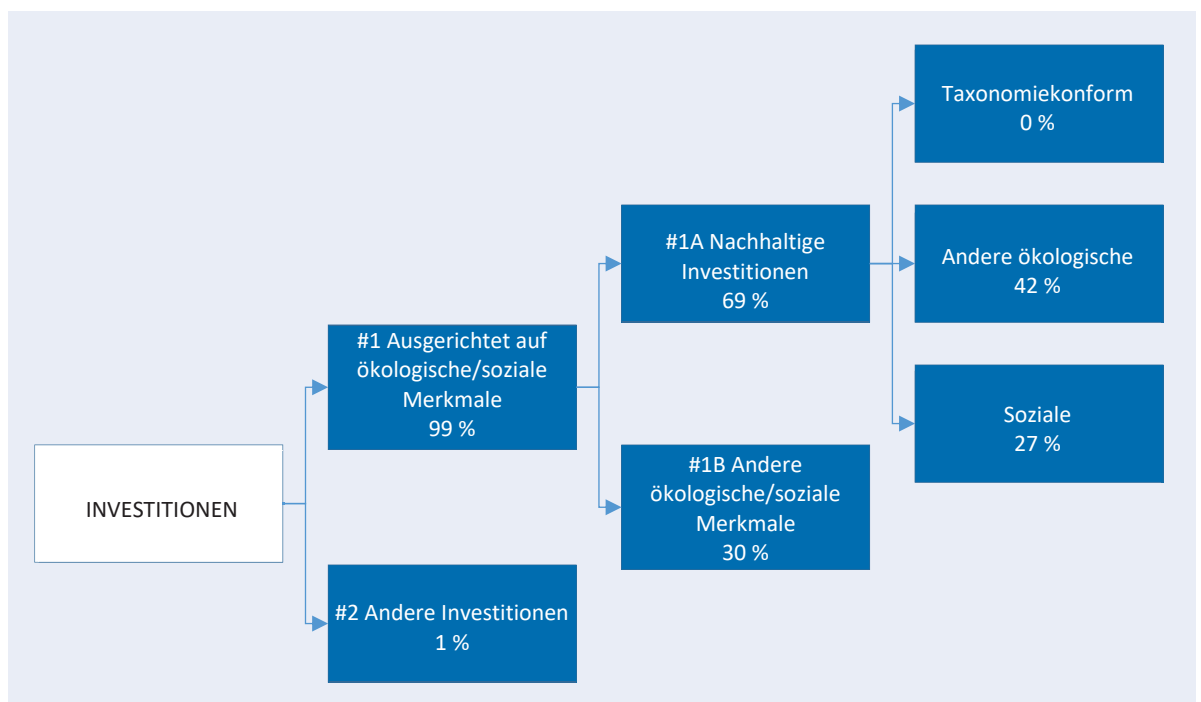 INVESTITIONEN
#1 Ausgerichtet auf
ökologische/soziale
Merkmale
99 %
#2 Andere Investitionen
1 %
#1A Nachhaltige
Investitionen
69 %
#1B Andere
ökologische/soziale
Merkmale
30 %
Taxonomiekonform
0 %
Andere ökologische
42 %
Soziale
27 %